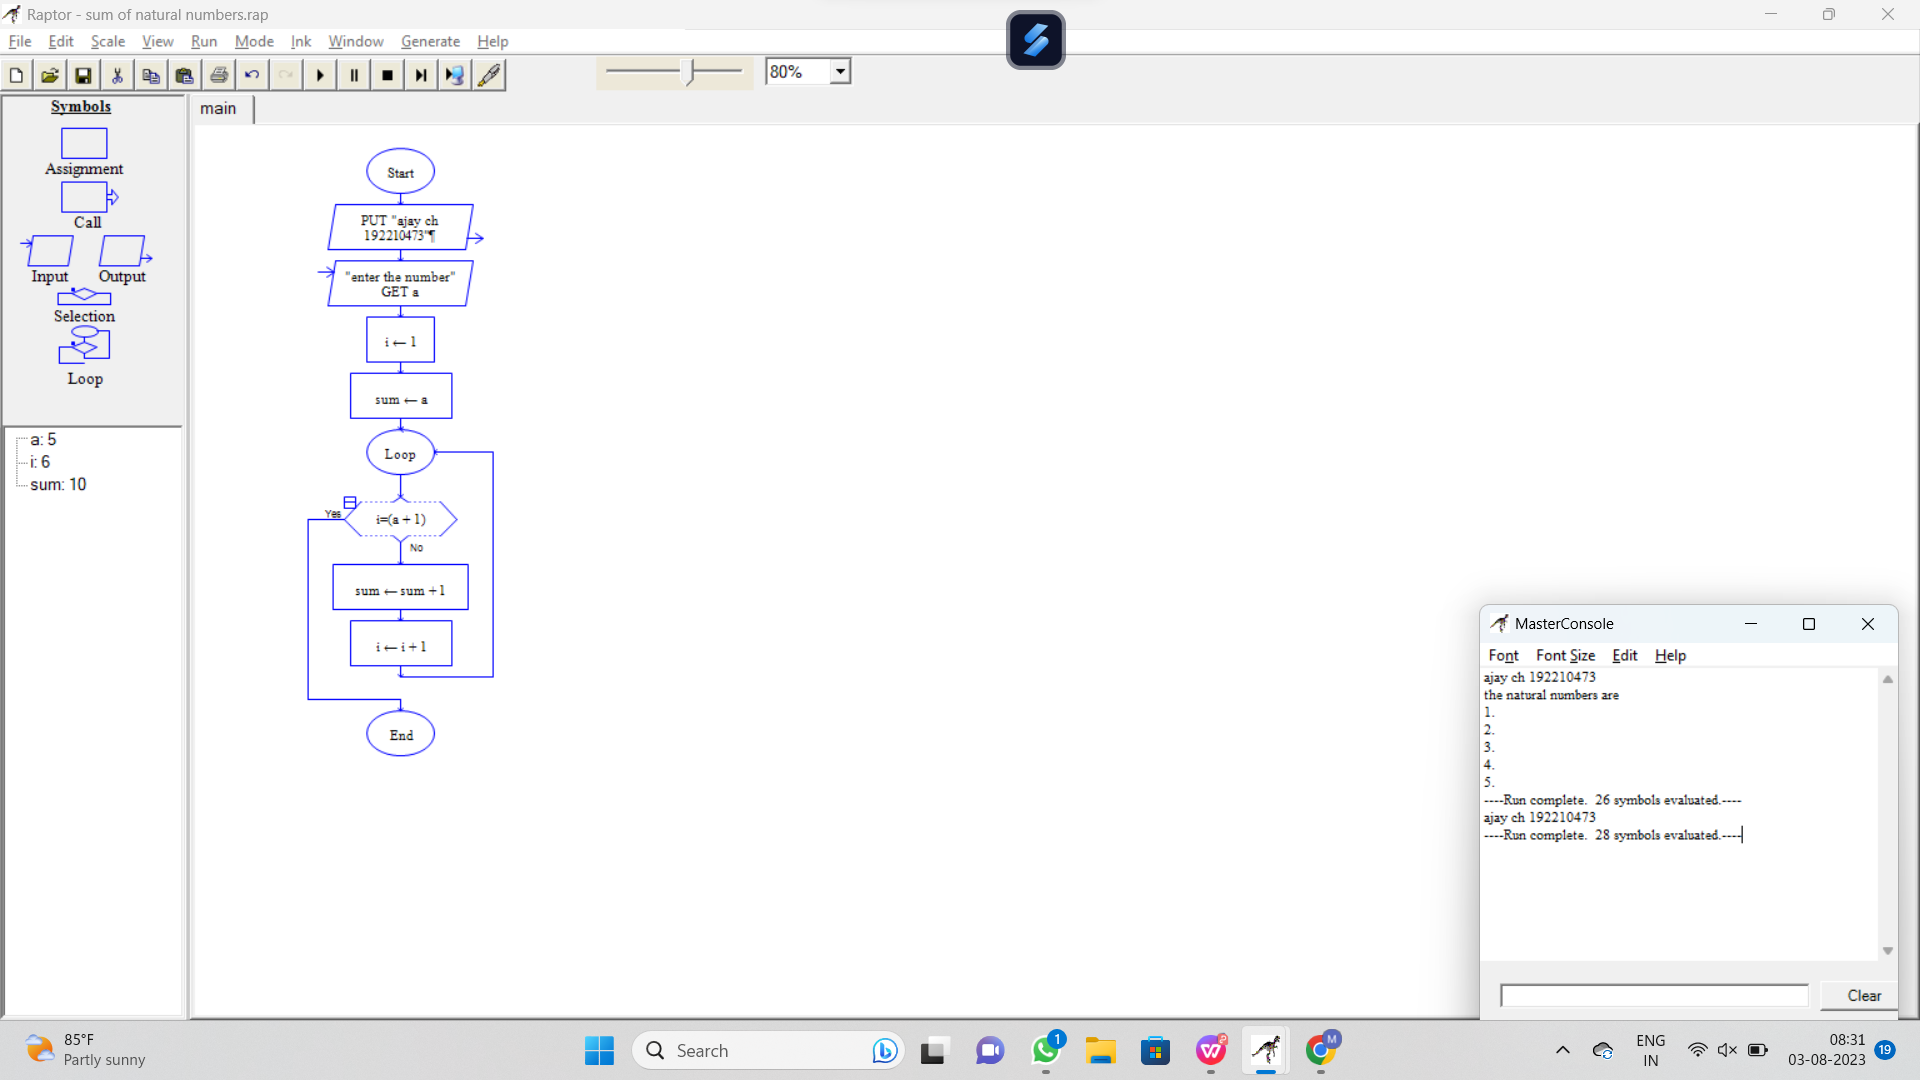 Raptor - sum of natural numbers.rap
File Edit Scale View Run Mode Ink Window Generate Help
80%
Symbols
main
Assignment
Call
Input Output
Selection
Loop
a: 5
i: 6
sum: 10
Start
PUT "ajay ch
192210473"¶
"enter the number"
GET a
i ← 1
sum ← a
Loop
Yes
i=(a + 1)
No
sum ← sum + 1
i ← i + 1
End
MasterConsole
Font Font Size Edit Help
ajay ch 192210473
the natural numbers are
1.
2.
3.
4.
5.
----Run complete.  26 symbols evaluated.----
ajay ch 192210473
----Run complete.  28 symbols evaluated.----
Clear
85°F
Partly sunny
Search
1
M
ENG
IN
08:31
03-08-2023
19